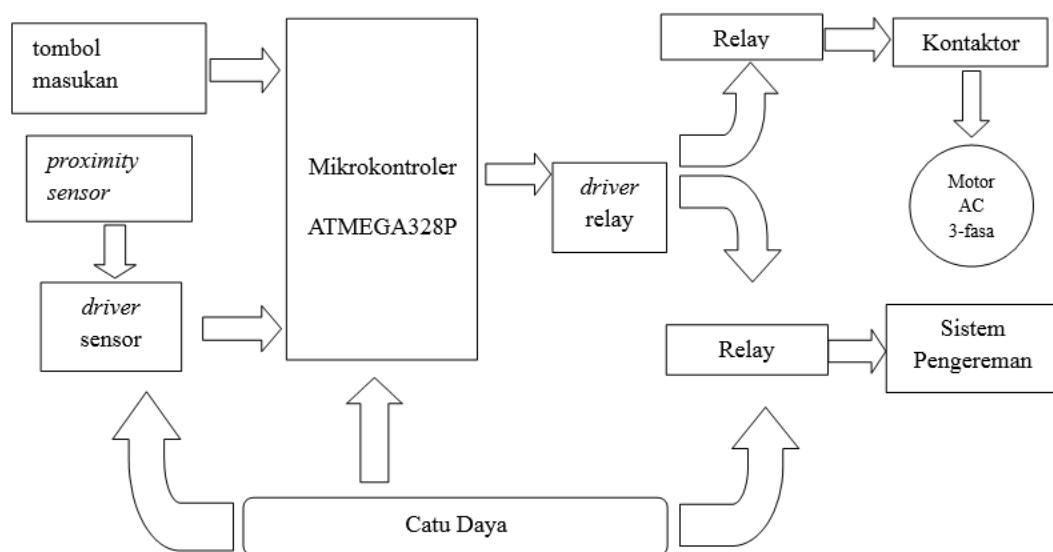 tombol
masukan
proximity
sensor
driver
sensor
Mikrokontroler
ATMEGA328P
driver
relay
Relay
Kontaktor
Motor
AC
3-fasa
Relay
Sistem
Pengereman
Catu Daya